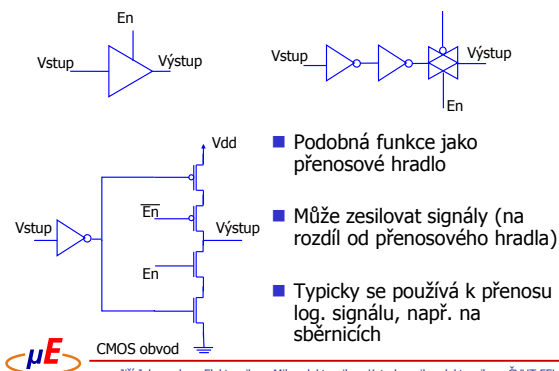 En
Vstup
Výstup
Vstup
Výstup
En
Vdd
En
Vstup
Výstup
En
CMOS obvod
■ Podobná funkce jako
přenosové hradlo
■ Může zesilovat signály (na
rozdíl od přenosového hradla)
■ Typicky se používá k přenosu
log. signálu, např. na
sběrnicích
μE